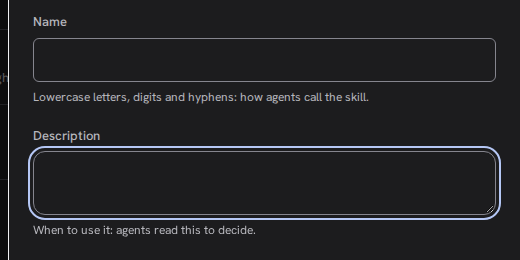 Name
Lowercase letters, digits and hyphens: how agents call the skill.
Description
When to use it: agents read this to decide.